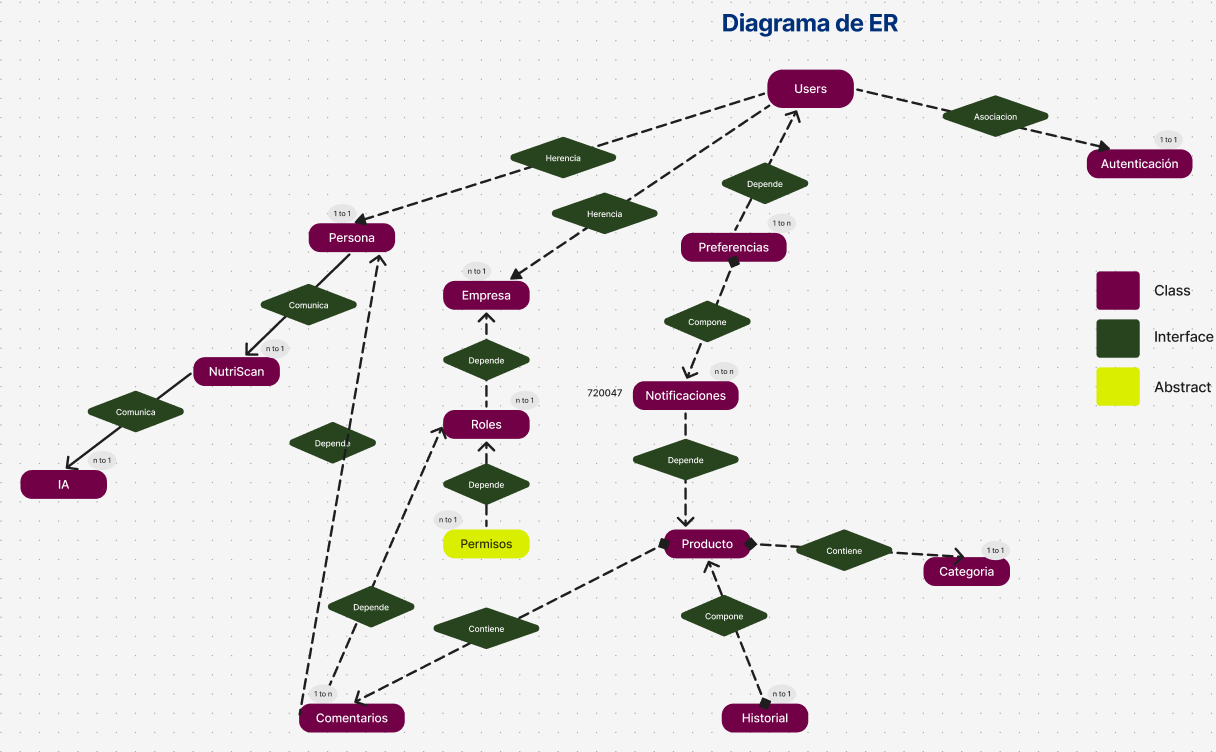 Diagrama de ER
Users
Asociacion
1 to 1
Autenticación
Herencia
Depende
1 to 1
Herencia
1 to n
Persona
Preferencias
n to 1
Empresa
Class
Comunica
Compone
Interface
n to 1
Depende
n to n
NutriScan
720047
Notificaciones
Abstract
Comunica
n to 1
Roles
Depende
n to 1
Depende
Depende
IA
n to 1
Permisos
Producto
Contiene
1 to 1
Categoria
Depende
Contiene
Compone
1 to n
n to 1
Comentarios
Historial